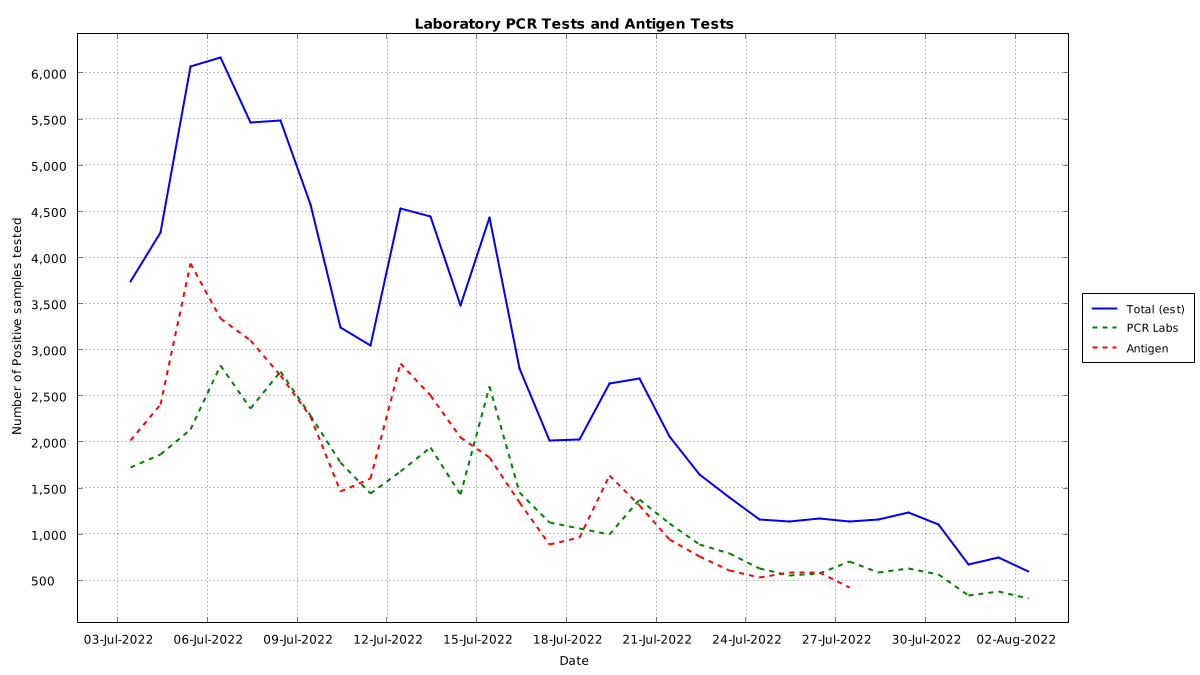 Laboratory PCR Tests and Antigen Tests
6,000
5,500
5,000
4,500
4,000
3,500
3,000
2,500
2,000
1,500
1,000
500
Number of Positive samples tested
03-Jul-2022 06-Jul-2022 09-Jul-2022 12-Jul-2022 15-Jul-2022 18-Jul-2022 21-Jul-2022 24-Jul-2022 27-Jul-2022 30-Jul-2022 02-Aug-2022
Date
Total (est)
PCR Labs
Antigen